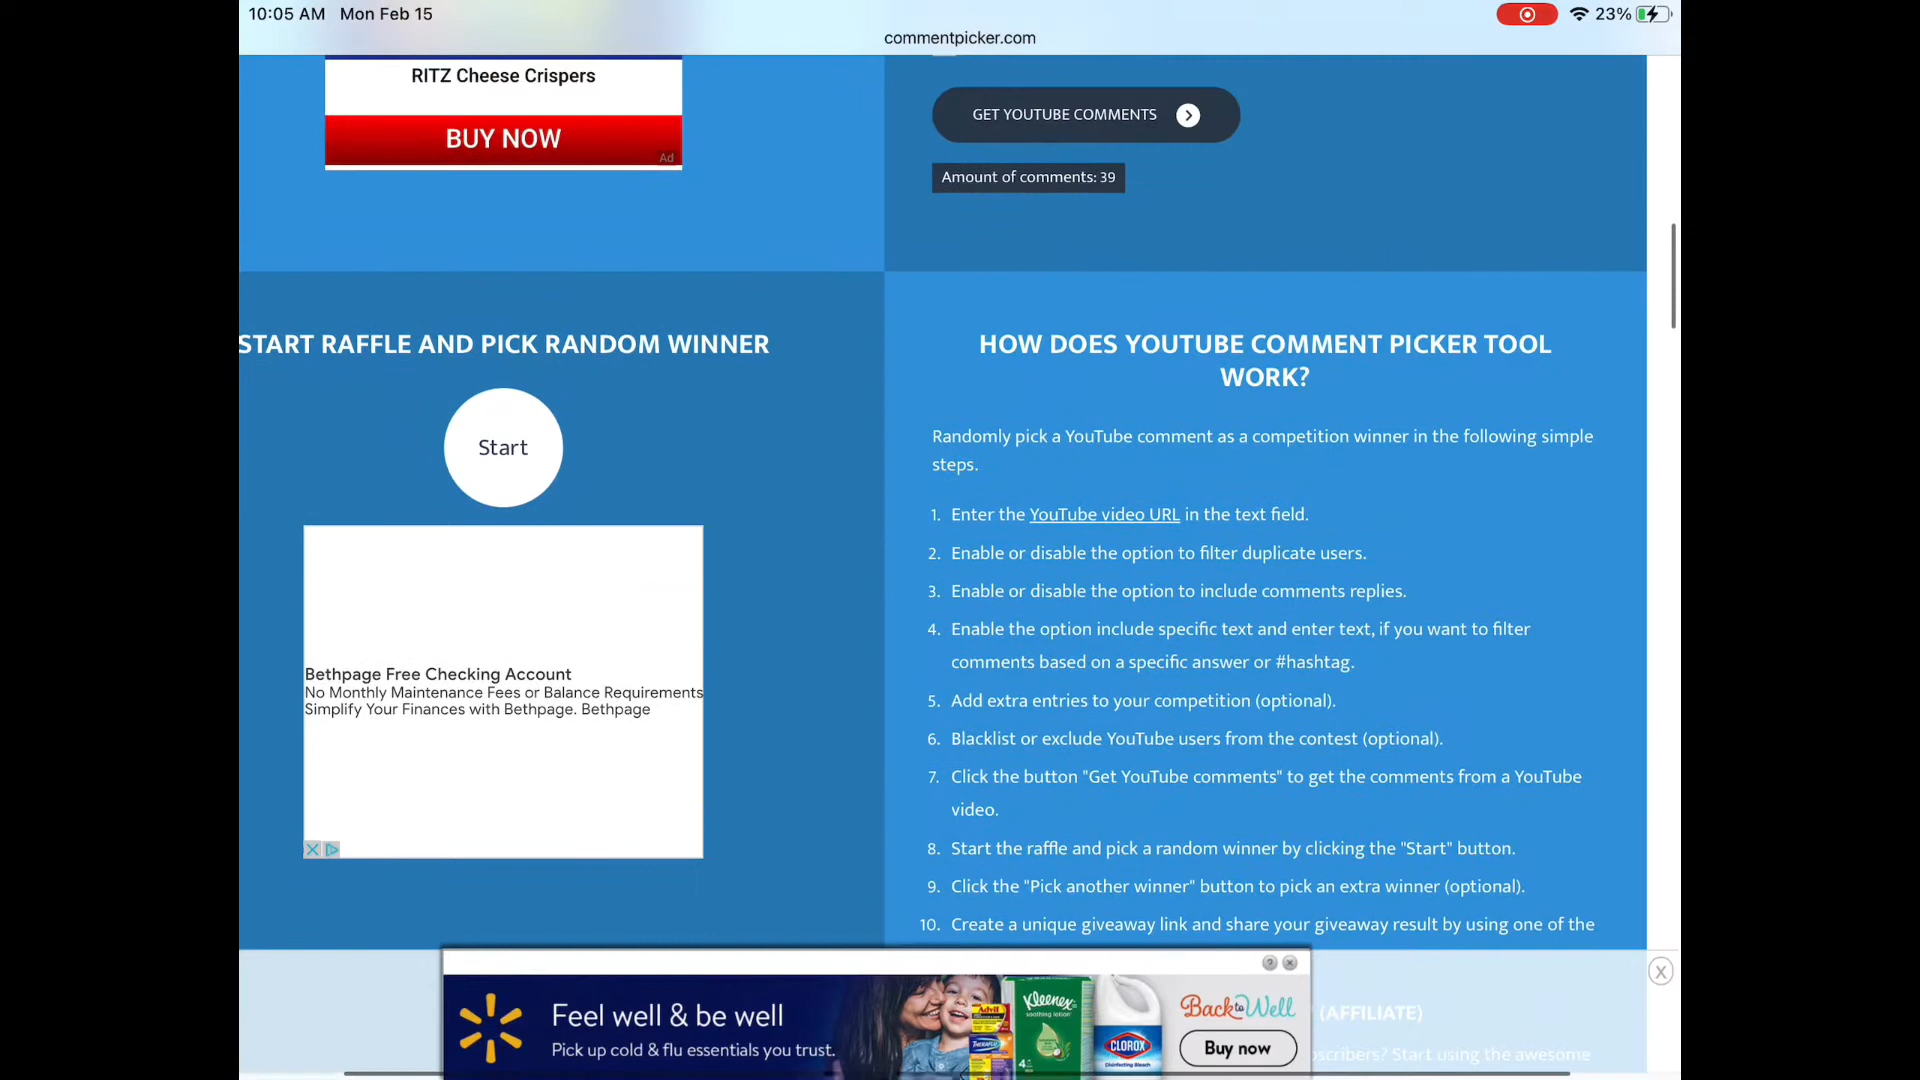 10:05 AM Mon Feb 15
23%
commentpicker.com
RITZ Cheese Crispers
BUY NOW
Ad
GET YOUTUBE COMMENTS
Amount of comments: 39
START RAFFLE AND PICK RANDOM WINNER
Start
Bethpage Free Checking Account
No Monthly Maintenance Fees or Balance Requirements
Simplify Your Finances with Bethpage. Bethpage
HOW DOES YOUTUBE COMMENT PICKER TOOL
WORK?
Randomly pick a YouTube comment as a competition winner in the following simple
steps.
1. Enter the YouTube video URL in the text field.
2. Enable or disable the option to filter duplicate users.
3. Enable or disable the option to include comments replies.
4. Enable the option include specific text and enter text, if you want to filter
comments based on a specific answer or #hashtag.
5. Add extra entries to your competition (optional).
6. Blacklist or exclude YouTube users from the contest (optional).
7. Click the button "Get YouTube comments" to get the comments from a YouTube
video.
8. Start the raffle and pick a random winner by clicking the "Start" button.
9. Click the "Pick another winner" button to pick an extra winner (optional).
10. Create a unique giveaway link and share your giveaway result by using one of the
(AFFILIATE)
Start using the awesome
Feel well & be well
Pick up cold & flu essentials you trust.
Advil
Theraflu
Kleenex
soothing lotion
4
CLOROX
Disinfecting Bleach
Back to Well
Buy now